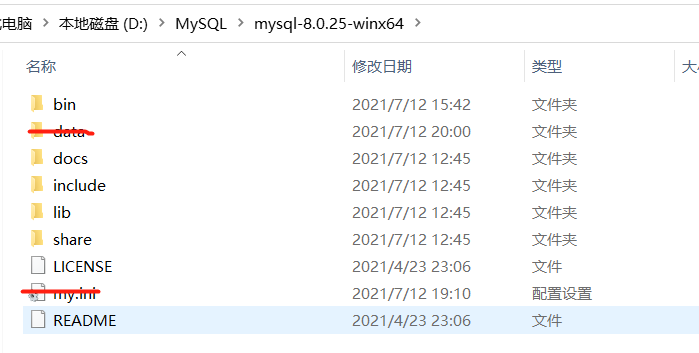 电脑 > 本地磁盘 (D:) > MySQL > mysql-8.0.25-winx64 >
名称 修改日期 类型 大小
bin 2021/7/12 15:42 文件夹
data 2021/7/12 20:00 文件夹
docs 2021/7/12 12:45 文件夹
include 2021/7/12 12:45 文件夹
lib 2021/7/12 12:45 文件夹
share 2021/7/12 12:45 文件夹
LICENSE 2021/4/23 23:06 文件
my.ini 2021/7/12 19:10 配置设置
README 2021/4/23 23:06 文件